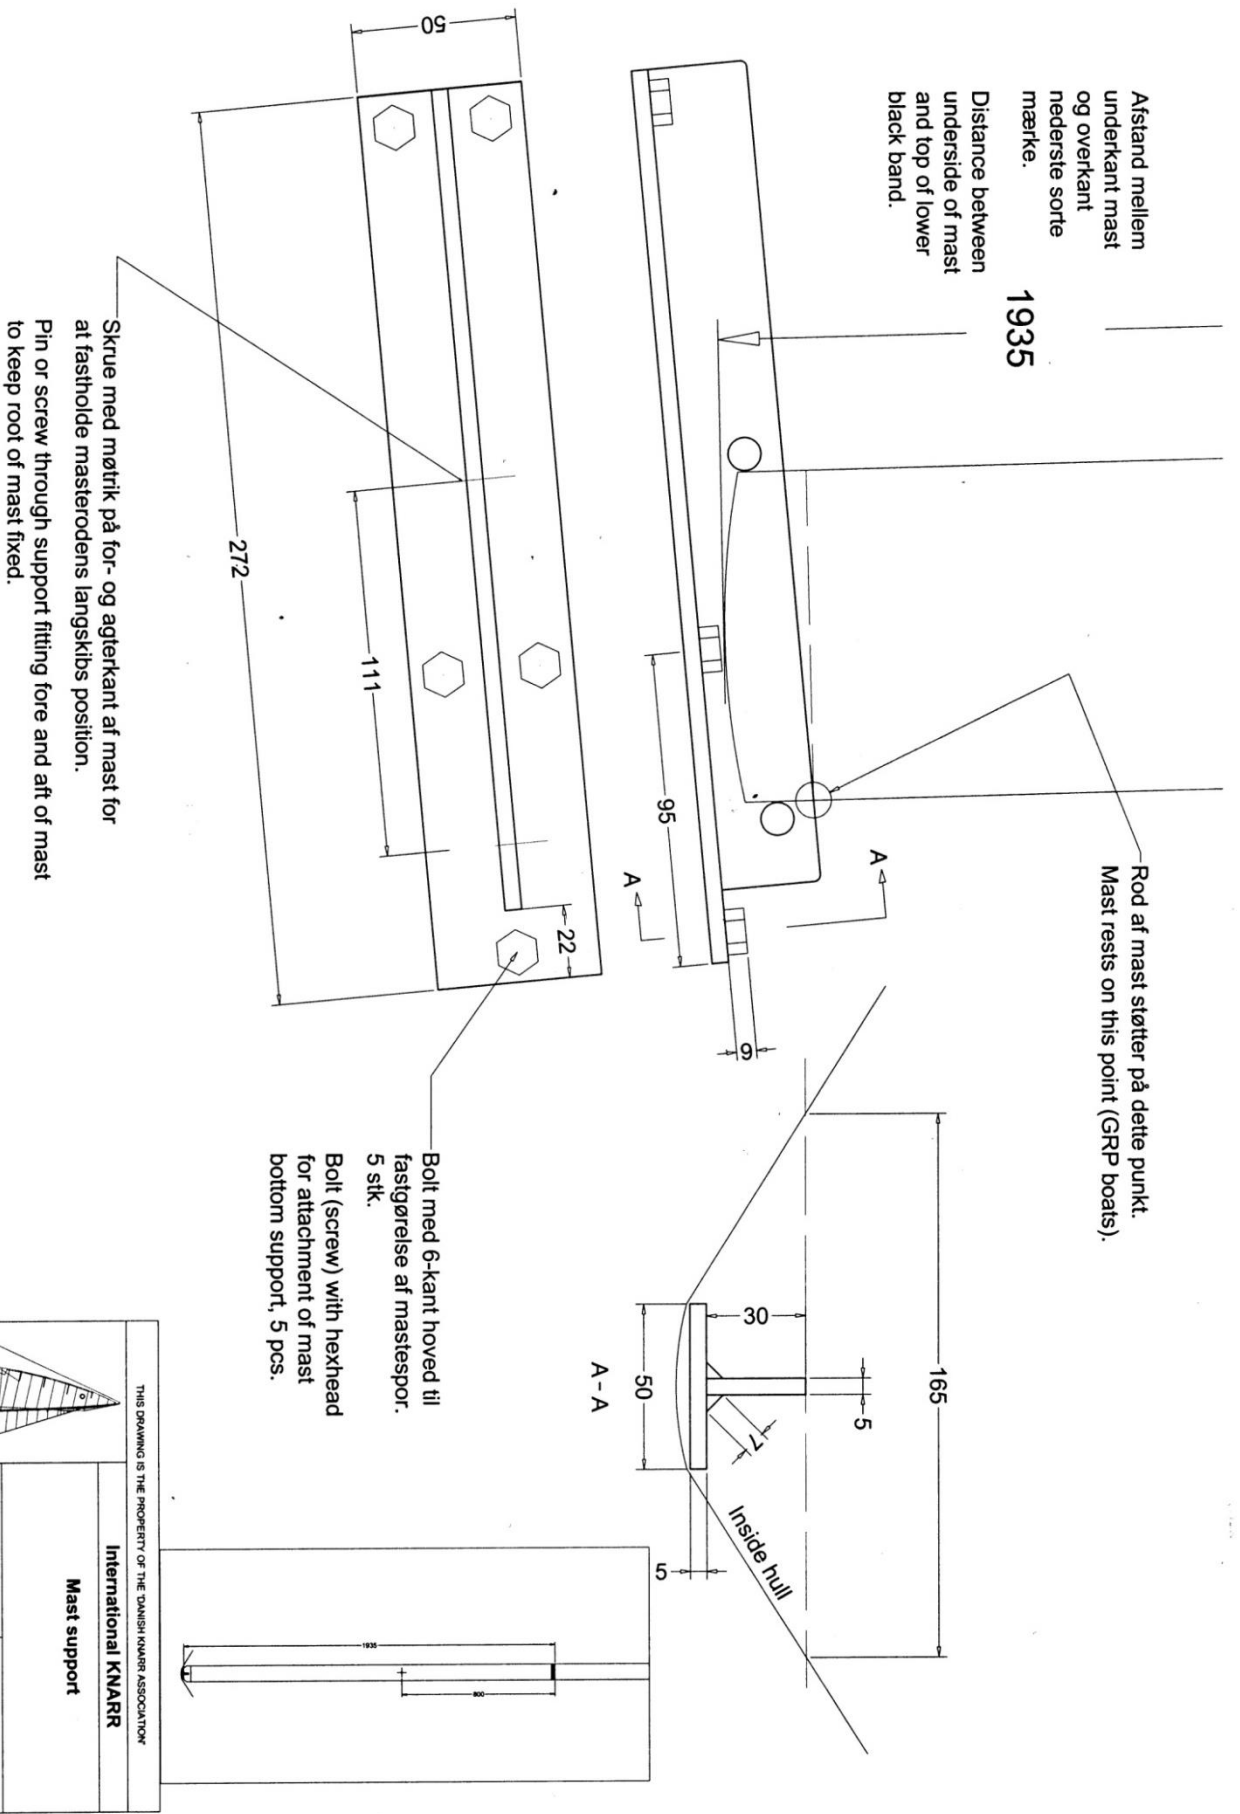 Afstand mellem
underkant mast
og overkant
nederste sorte
mærke.
1935
Distance between
underside of mast
and top of lower
black band.
Rod af mast støtter på dette punkt.
Mast rests on this point (GRP boats).
A
A
95
9
50
272
111
22
Skrue med møtrik på for- og agterkant af mast for
at fastholde masterodens langskibs position.
Pin or screw through support fitting fore and aft of mast
to keep root of mast fixed.
Bolt med 6-kant hoved til
fastgørelse af mastespor.
5 stk.
Bolt (screw) with hexhead
for attachment of mast
bottom support, 5 pcs.
165
5
30
7
50
5
Inside hull
A - A
1935
800
THIS DRAWING IS THE PROPERTY OF THE 'DANISH KNARR ASSOCIATION'
International KNARR
Mast support